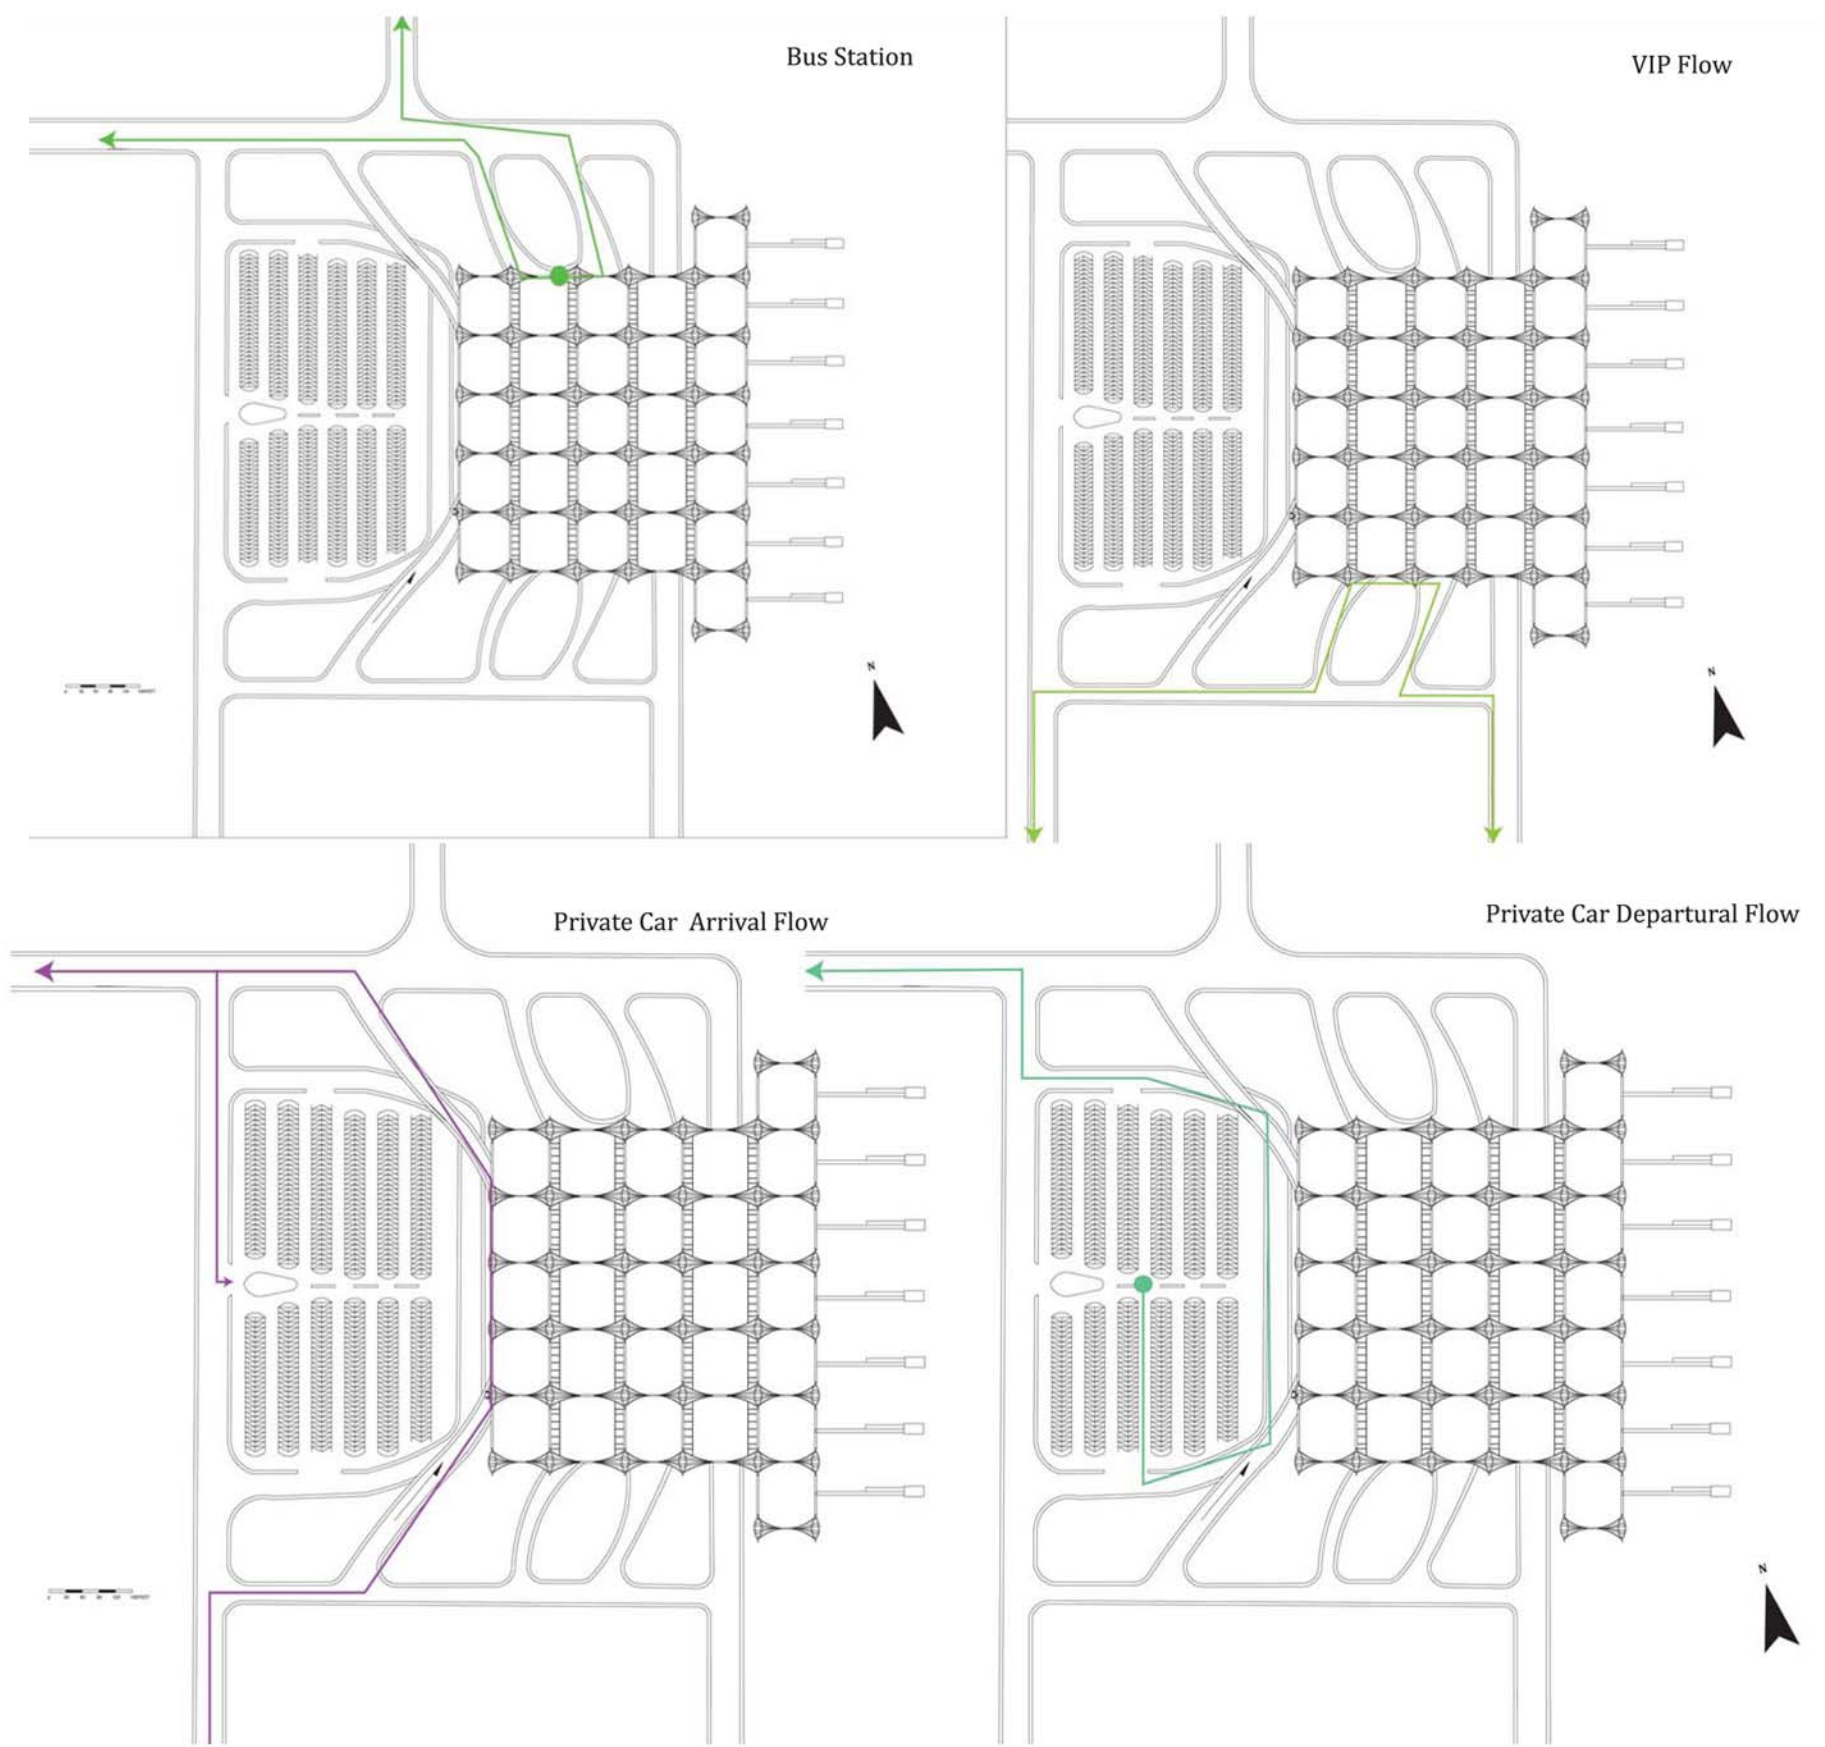 Bus Station
VIP Flow
N
N
Private Car Arrival Flow
Private Car Departural Flow
N